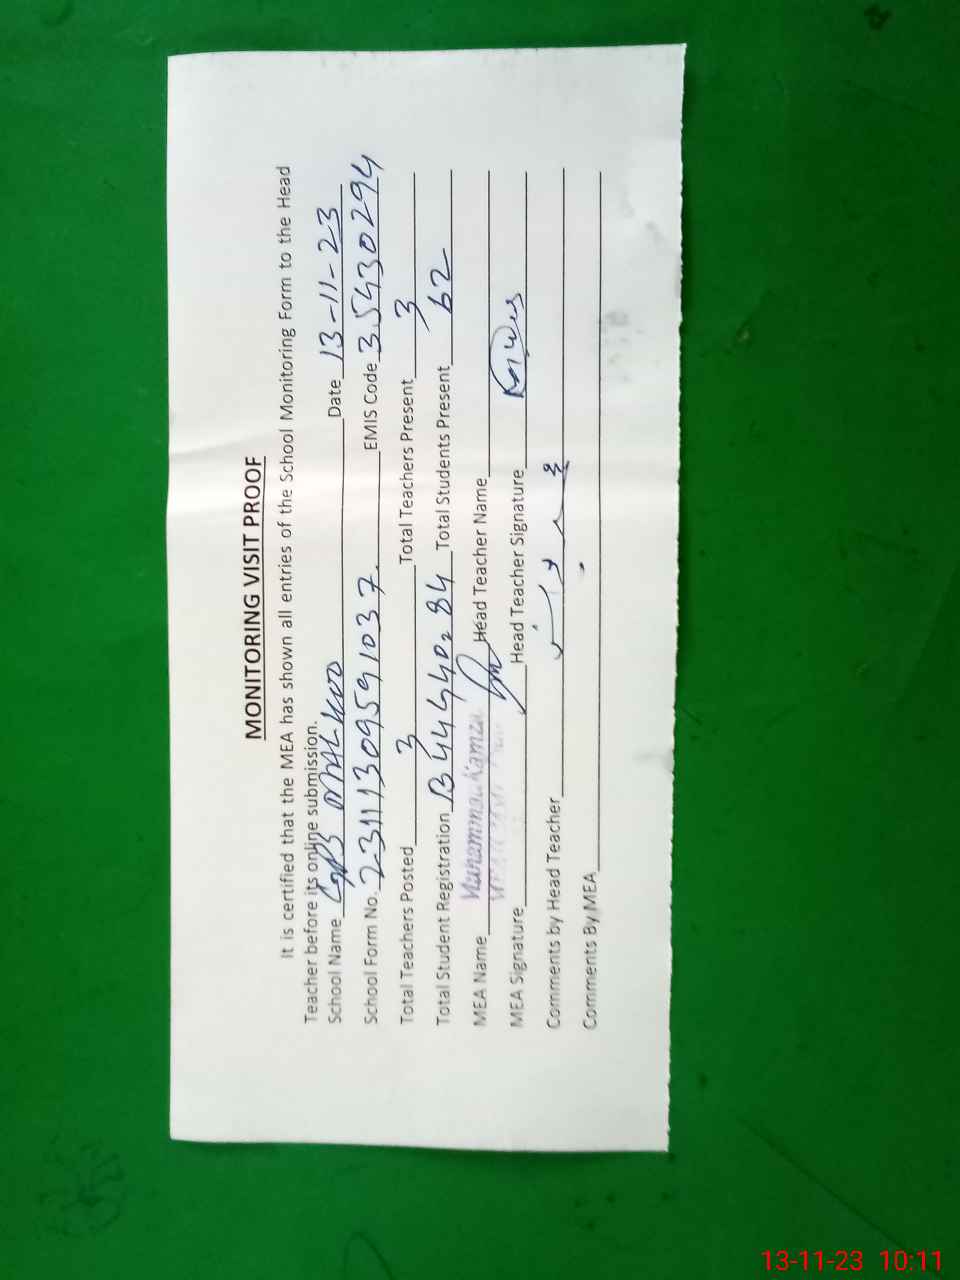 MONITORING VISIT PROOF
It is certified that the MEA has shown all entries of the School Monitoring Form to the Head
Teacher before its online submission.
School Name GPS Date 13-11-23
School Form No. 23111309591037 EMIS Code 35430294
Total Teachers Posted 3 Total Teachers Present 3
Total Student Registration 84 Total Students Present 62
MEA Name Muhammad Hamza Head Teacher Name
MEA Signature Head Teacher Signature
Comments by Head Teacher
Comments By MEA
13-11-23 10:11